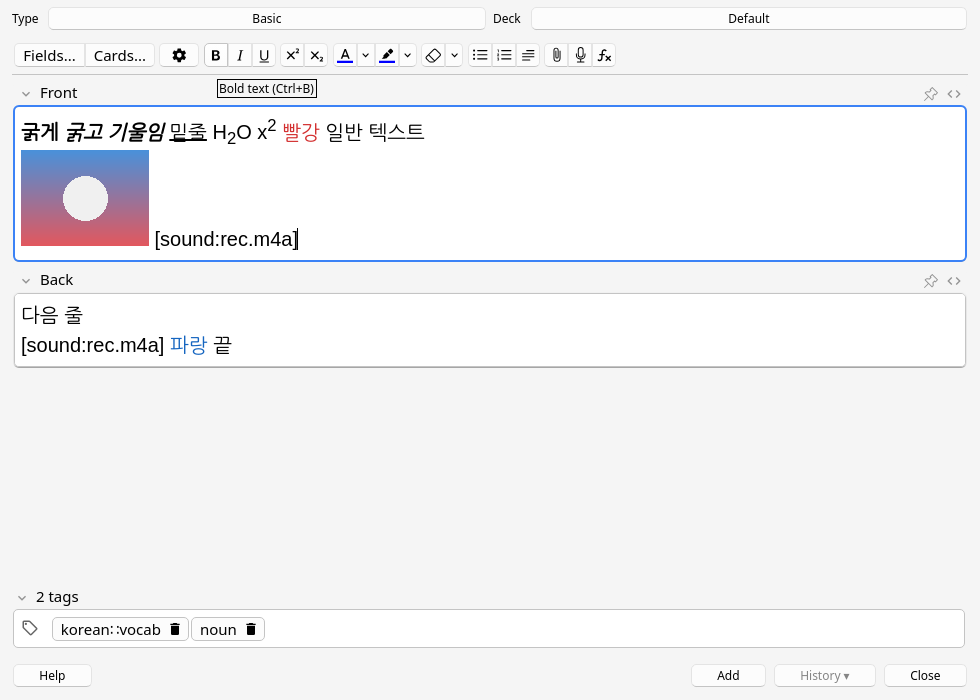 Type Basic Deck Default
Fields... Cards... B I U x² x₂ A fx
Bold text (Ctrl+B)
Front
굵게 굵고 기울임 밑줄 H₂O x² 빨강 일반 텍스트
[sound:rec.m4a]
Back
다음 줄
[sound:rec.m4a] 파랑 끝
2 tags
korean::vocab noun
Help Add History ▾ Close